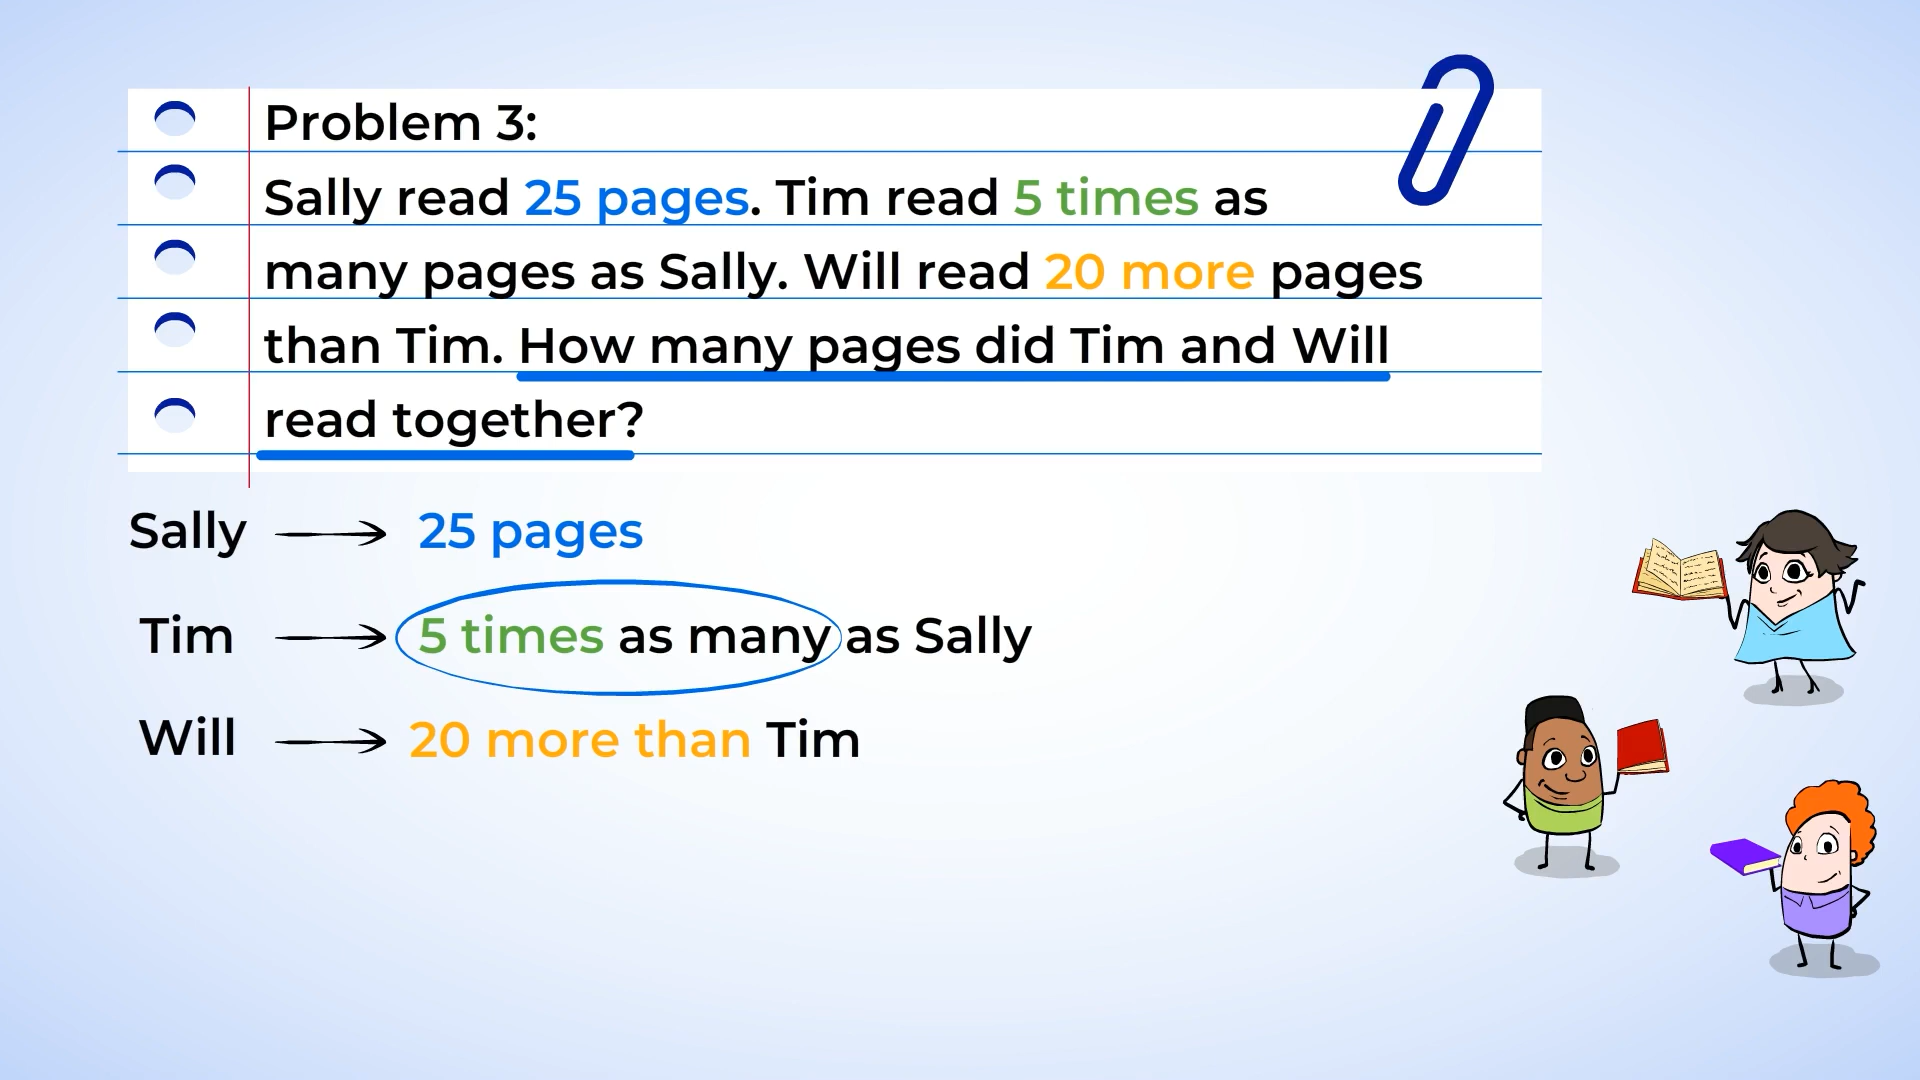 Problem 3:
Sally read 25 pages. Tim read 5 times as
many pages as Sally. Will read 20 more pages
than Tim. How many pages did Tim and Will
read together?
Sally → 25 pages
Tim → 5 times as many as Sally
Will → 20 more than Tim